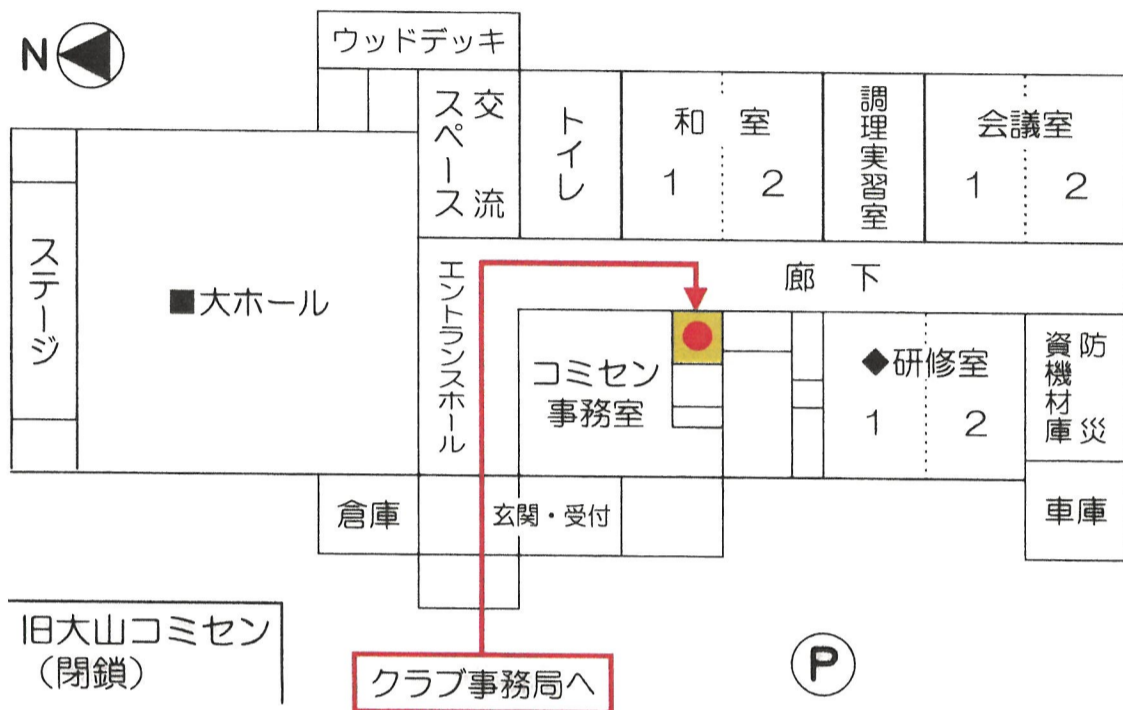 N
ウッドデッキ
交流
スペース
トイレ
和室
1 2
調理実習室
会議室
1 2
ステージ
■大ホール
エントランスホール
廊下
コミセン
事務室
◆研修室
1 2
防災
資機材庫
倉庫
玄関・受付
車庫
旧大山コミセン
(閉鎖)
クラブ事務局へ
P